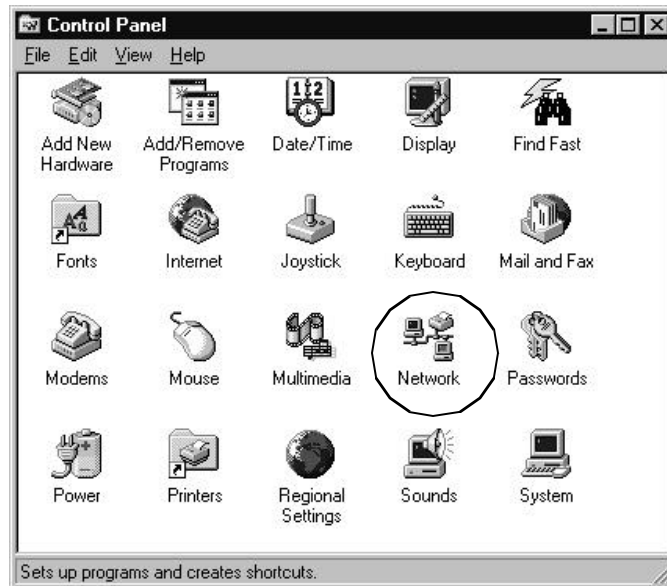 Control Panel
File Edit View Help
Add New Hardware
Add/Remove Programs
Date/Time
Display
Find Fast
Fonts
Internet
Joystick
Keyboard
Mail and Fax
Modems
Mouse
Multimedia
Network
Passwords
Power
Printers
Regional Settings
Sounds
System
Sets up programs and creates shortcuts.